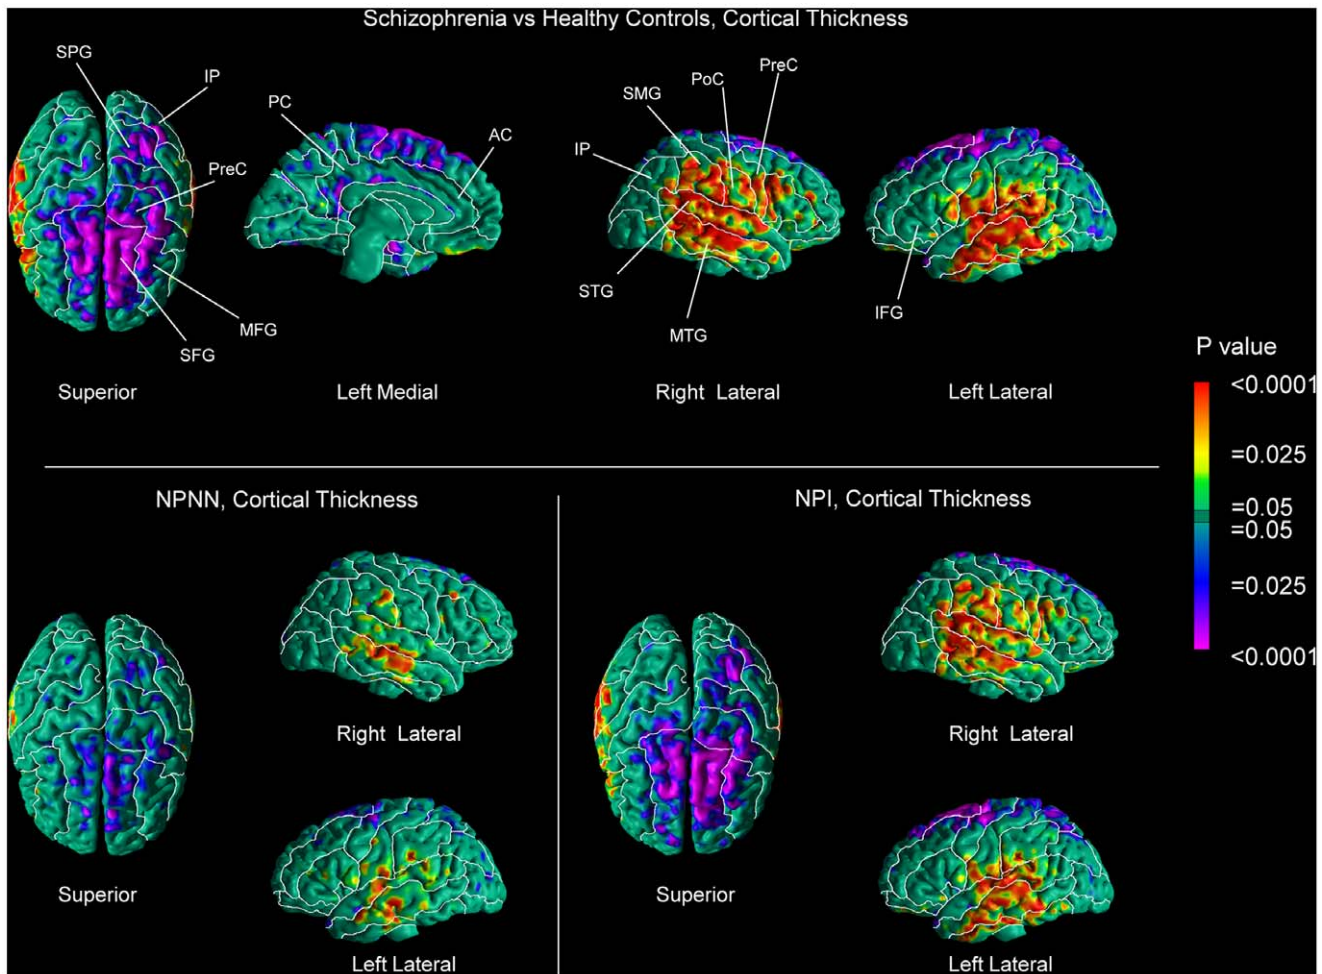 Schizophrenia vs Healthy Controls, Cortical Thickness
SPG
IP
PreC
MFG
SFG
Superior
PC
AC
Left Medial
SMG
PoC
PreC
IP
STG
MTG
Right Lateral
IFG
Left Lateral
P value
<0.0001
=0.025
=0.05
=0.05
=0.025
<0.0001
NPNN, Cortical Thickness
Right Lateral
Superior
Left Lateral
NPI, Cortical Thickness
Right Lateral
Superior
Left Lateral